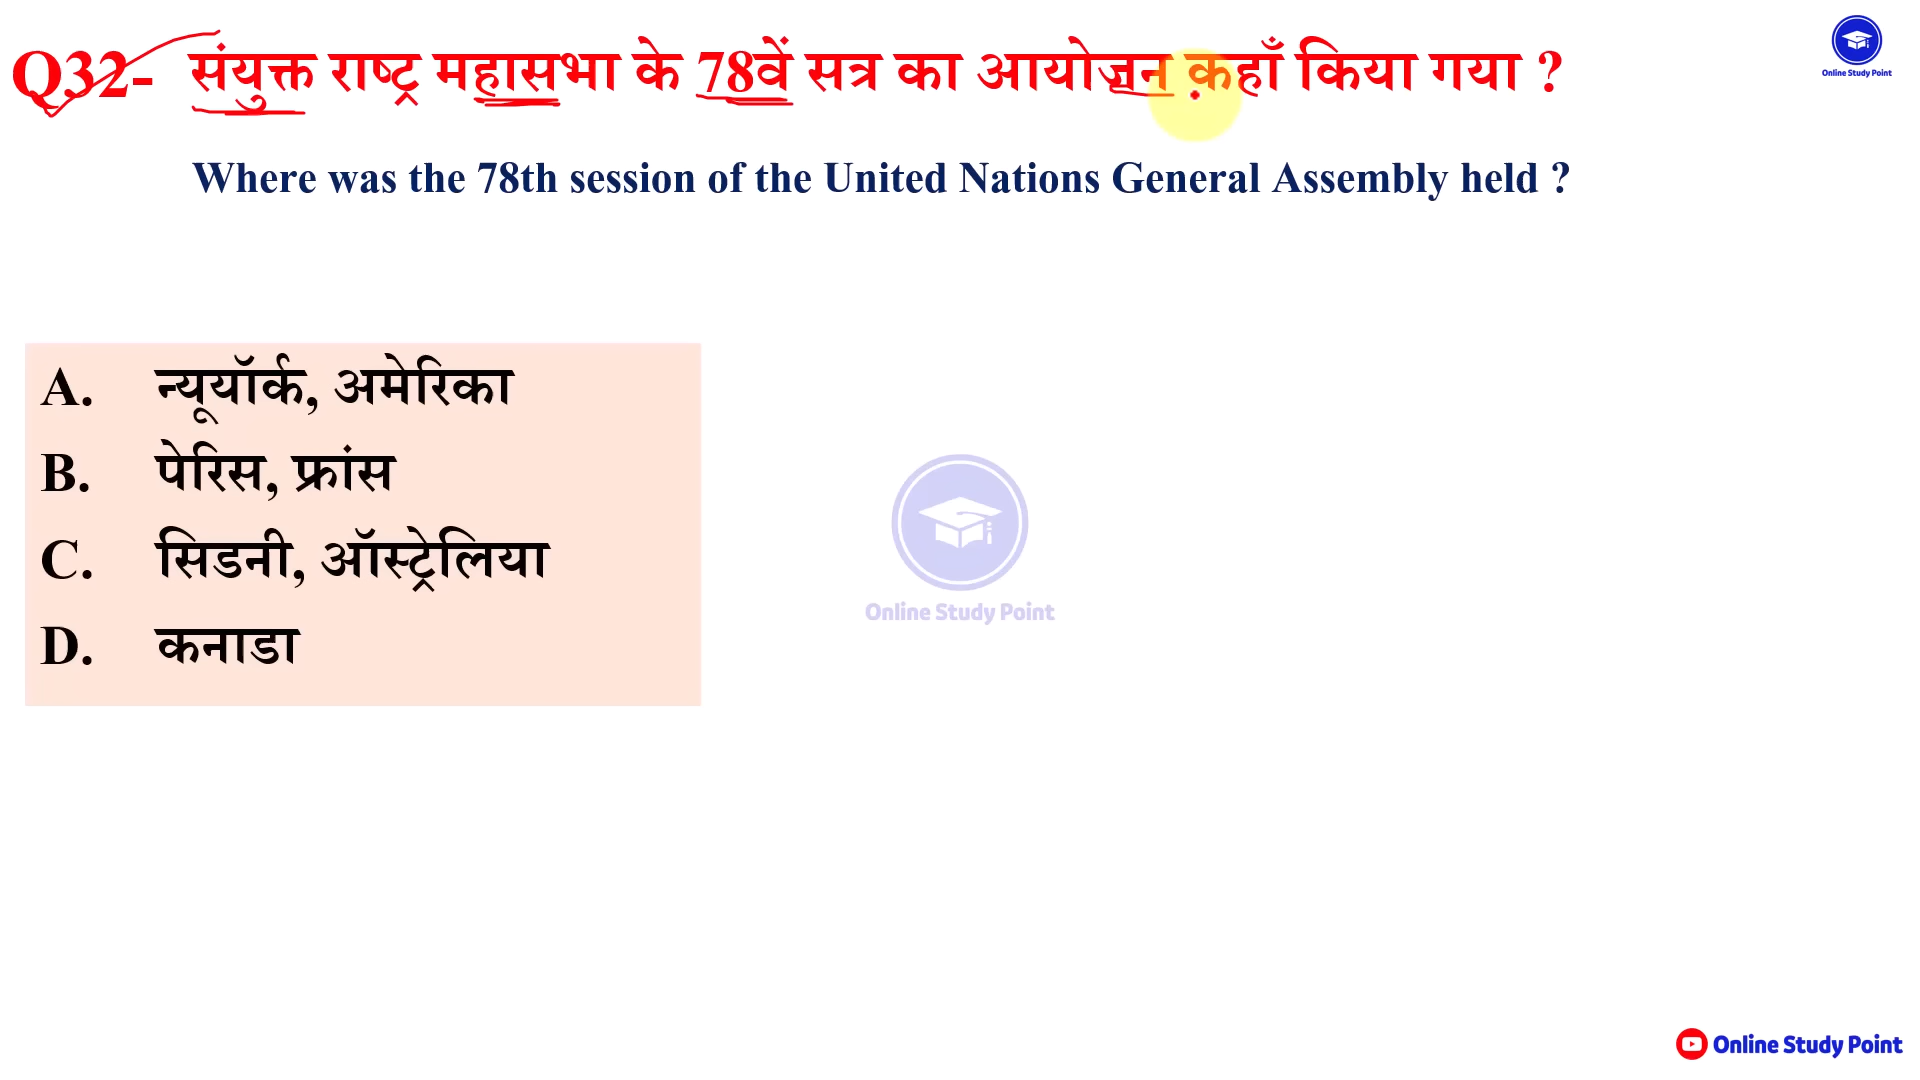 Q32- संयुक्त राष्ट्र महासभा के 78वें सत्र का आयोजन कहाँ किया गया ?
Online Study Point
Where was the 78th session of the United Nations General Assembly held ?
A. न्यूयॉर्क, अमेरिका
B. पेरिस, फ्रांस
C. सिडनी, ऑस्ट्रेलिया
D. कनाडा
Online Study Point
Online Study Point